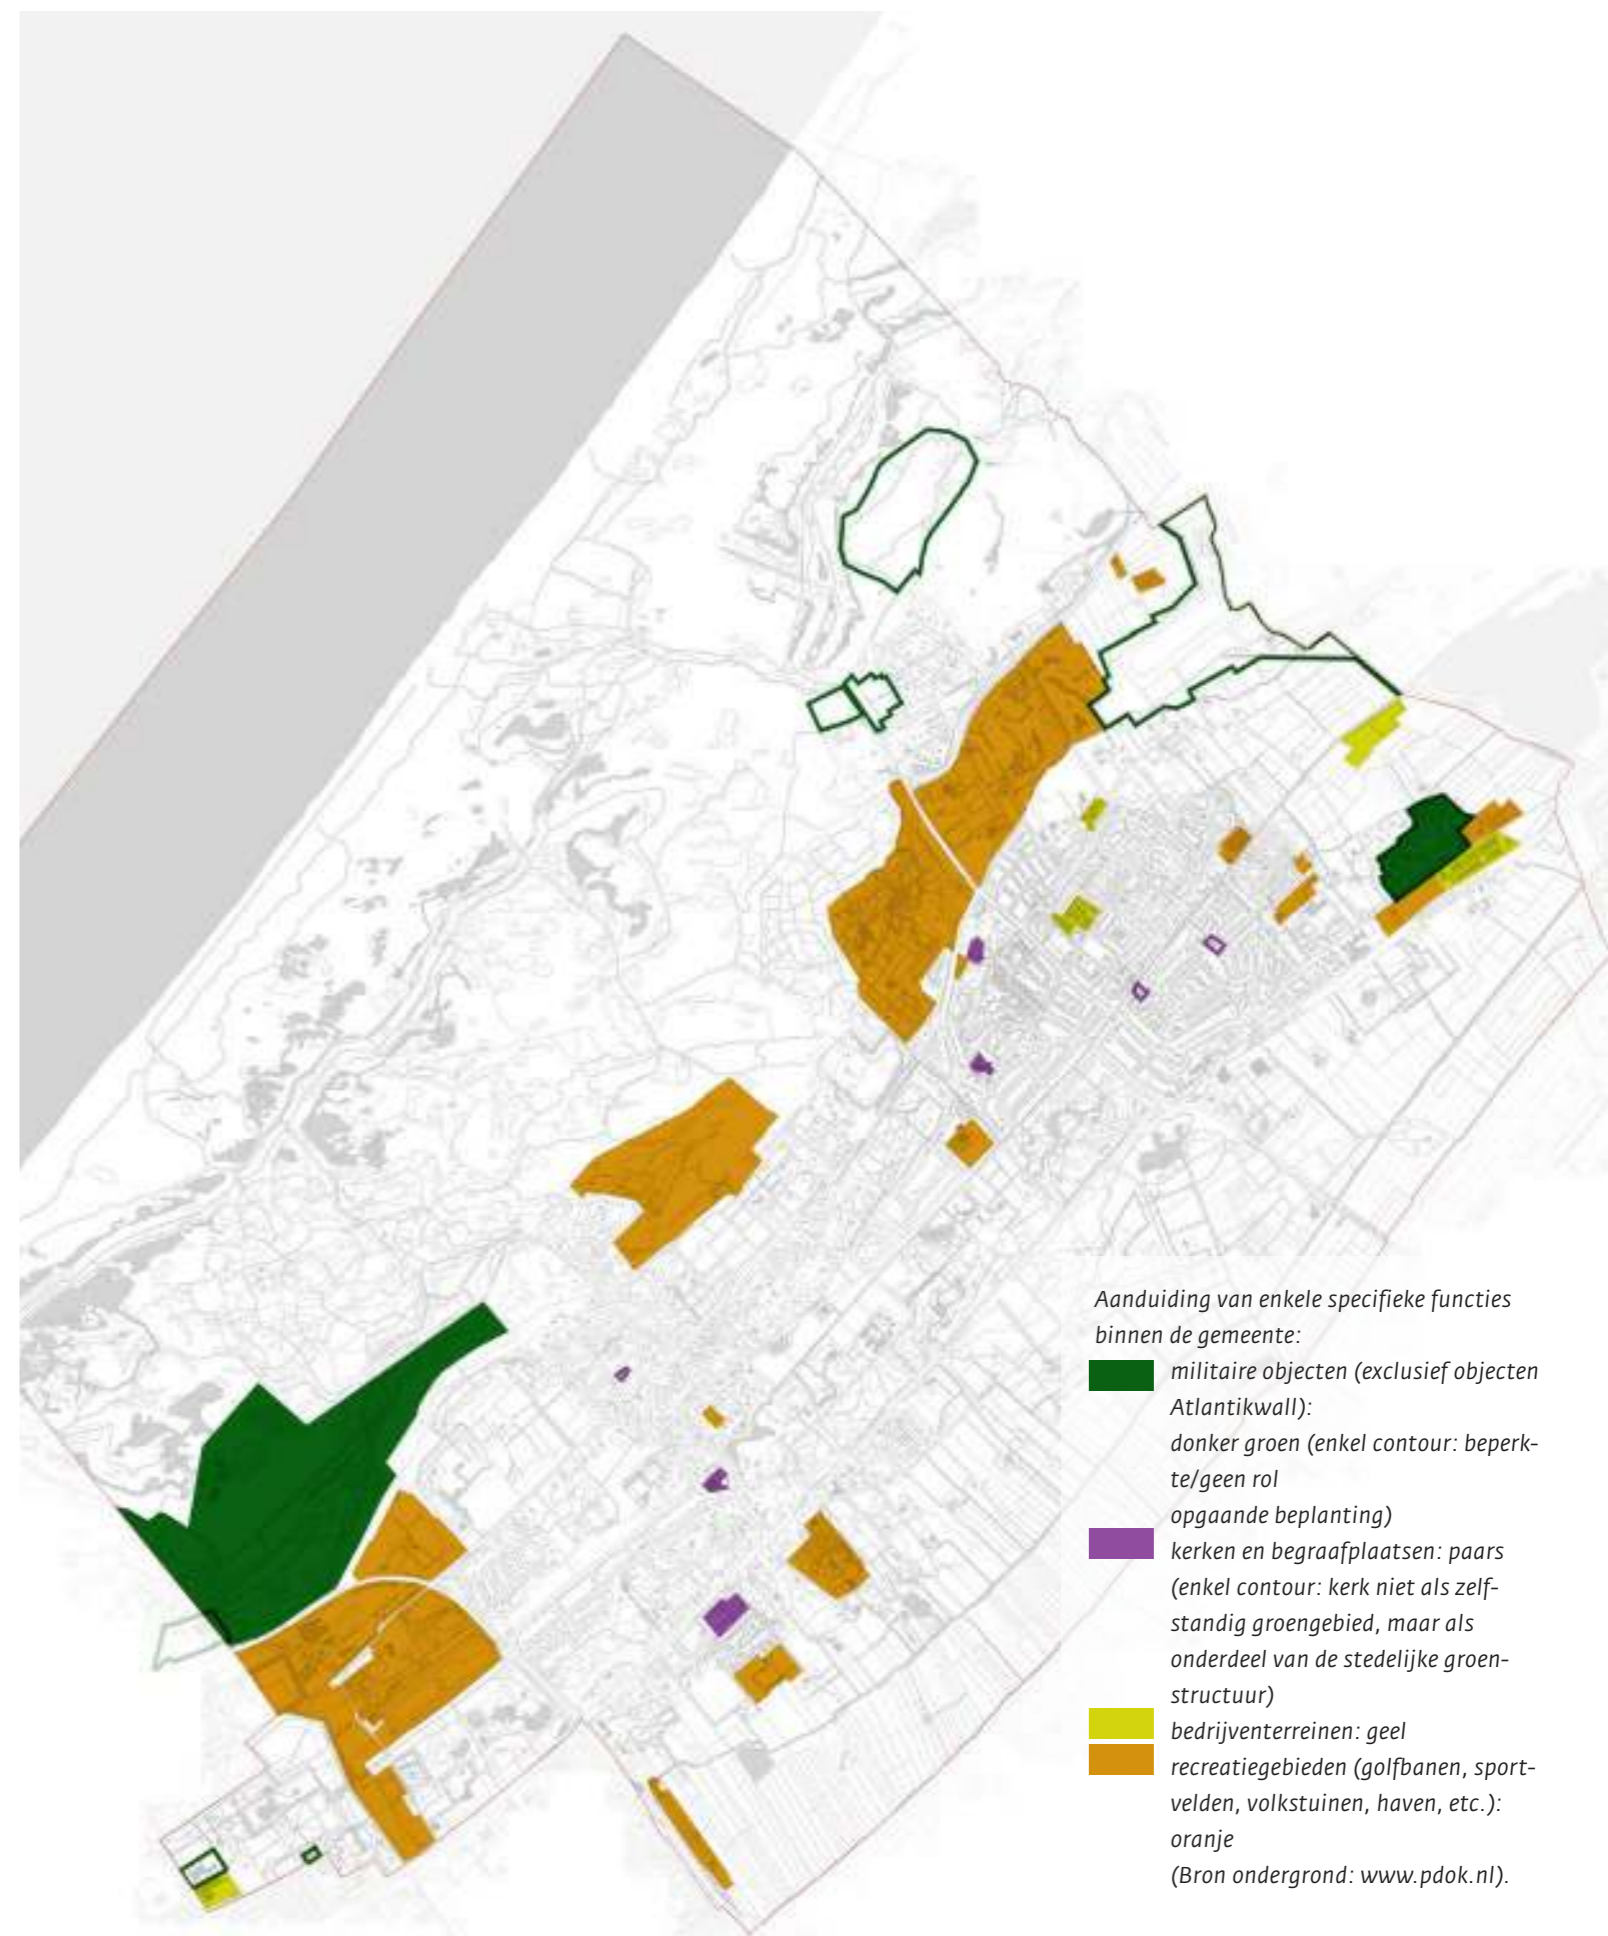 Aanduiding van enkele specifieke functies
binnen de gemeente:
militaire objecten (exclusief objecten
Atlantikwall):
donker groen (enkel contour: beperk-
te/geen rol
opgaande beplanting)
kerken en begraafplaatsen: paars
(enkel contour: kerk niet als zelf-
standig groengebied, maar als
onderdeel van de stedelijke groen-
structuur)
bedrijventerreinen: geel
recreatiegebieden (golfbanen, sport-
velden, volkstuinen, haven, etc.):
oranje
(Bron ondergrond: www.pdok.nl).